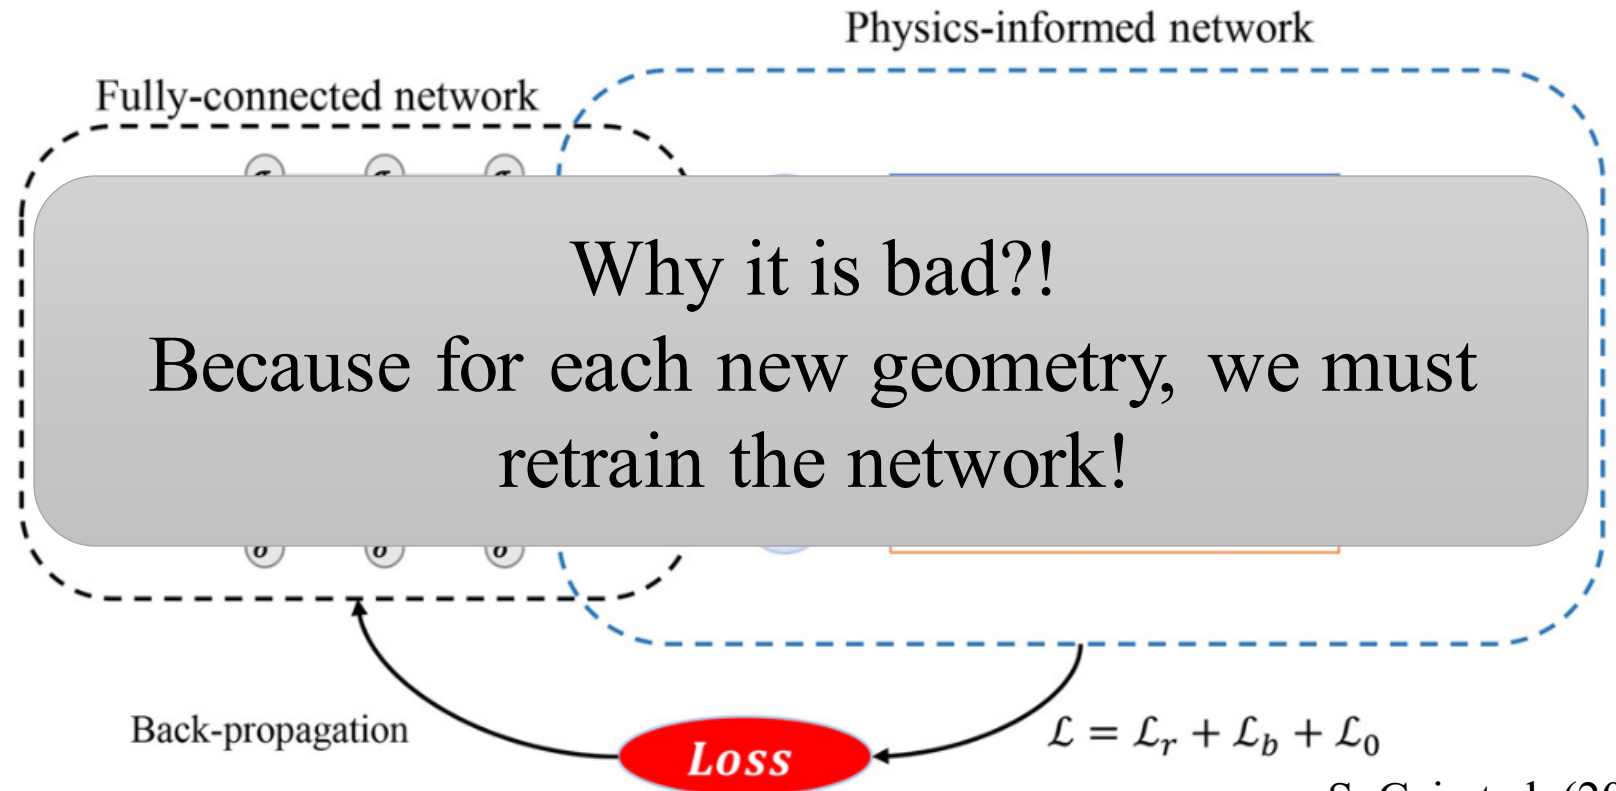 Physics-informed network
Fully-connected network
Why it is bad?!
Because for each new geometry, we must
retrain the network!
σ σ σ
Back-propagation
Loss
ℒ = ℒ_r + ℒ_b + ℒ_0